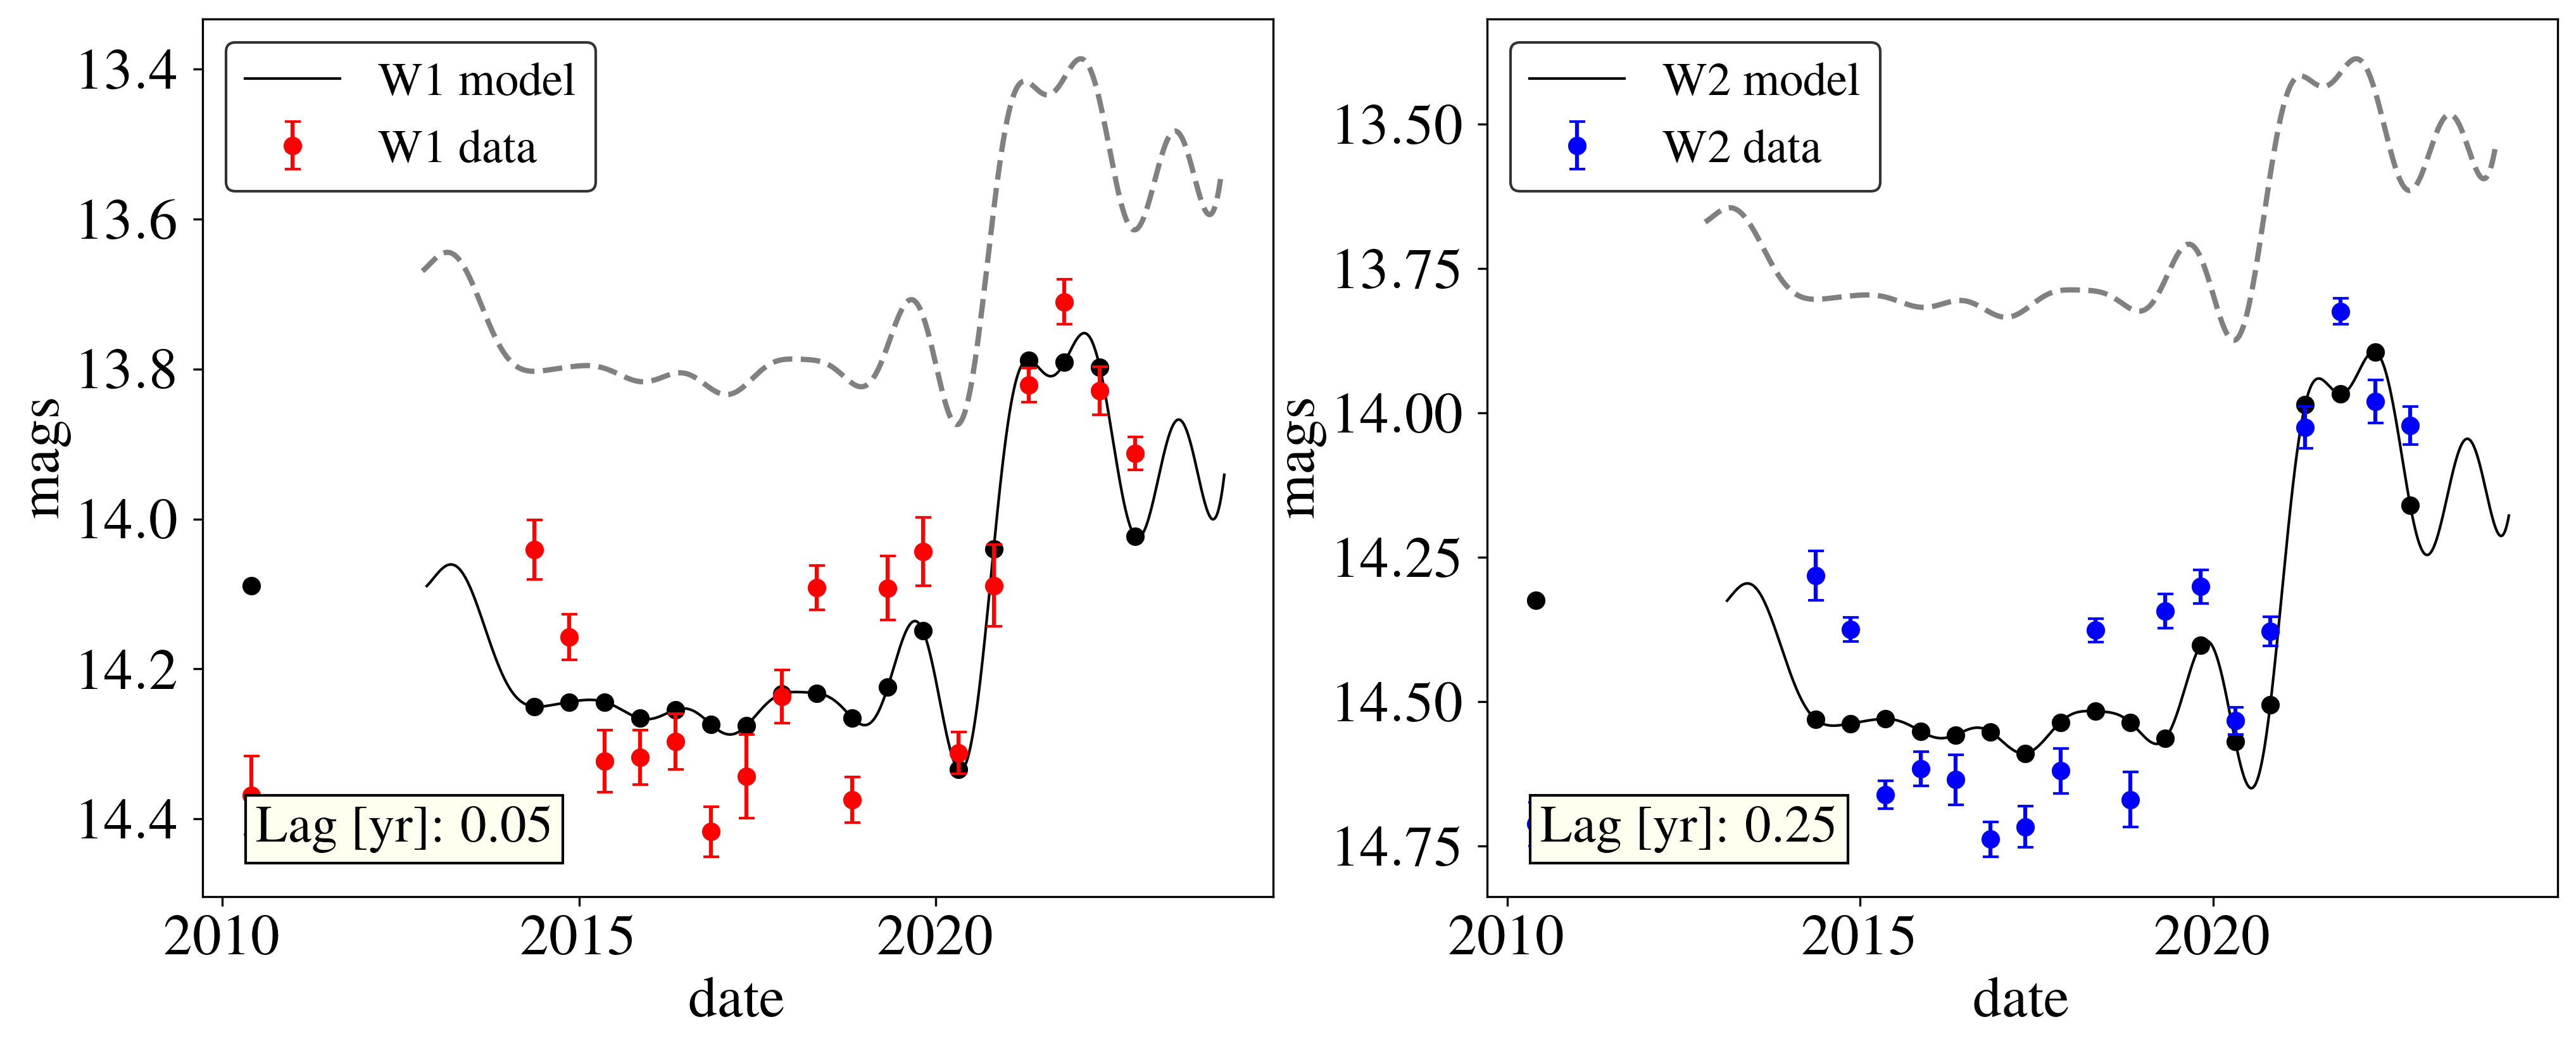 mags
13.4
13.6
13.8
14.0
14.2
14.4
W1 model
W1 data
Lag [yr]: 0.05
2010
2015
2020
date
mags
13.50
13.75
14.00
14.25
14.50
14.75
W2 model
W2 data
Lag [yr]: 0.25
2010
2015
2020
date